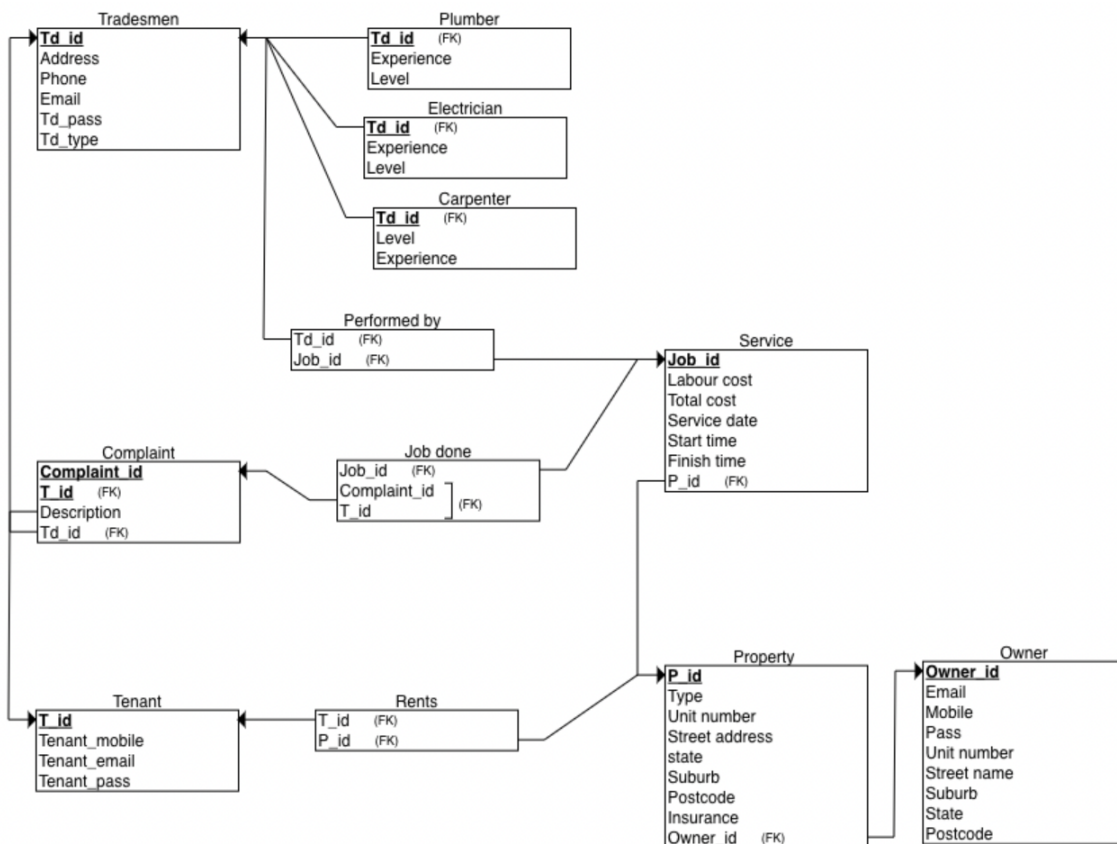 Tradesmen
Td_id
Address
Phone
Email
Td_pass
Td_type
Plumber
Td_id (FK)
Experience
Level
Electrician
Td_id (FK)
Experience
Level
Carpenter
Td_id (FK)
Level
Experience
Performed by
Td_id (FK)
Job_id (FK)
Service
Job_id
Labour cost
Total cost
Service date
Start time
Finish time
P_id (FK)
Complaint
Complaint_id
T_id (FK)
Description
Td_id (FK)
Job done
Job_id (FK)
Complaint_id
T_id
(FK)
Tenant
T_id
Tenant_mobile
Tenant_email
Tenant_pass
Rents
T_id (FK)
P_id (FK)
Property
P_id
Type
Unit number
Street address
state
Suburb
Postcode
Insurance
Owner_id (FK)
Owner
Owner_id
Email
Mobile
Pass
Unit number
Street name
Suburb
State
Postcode